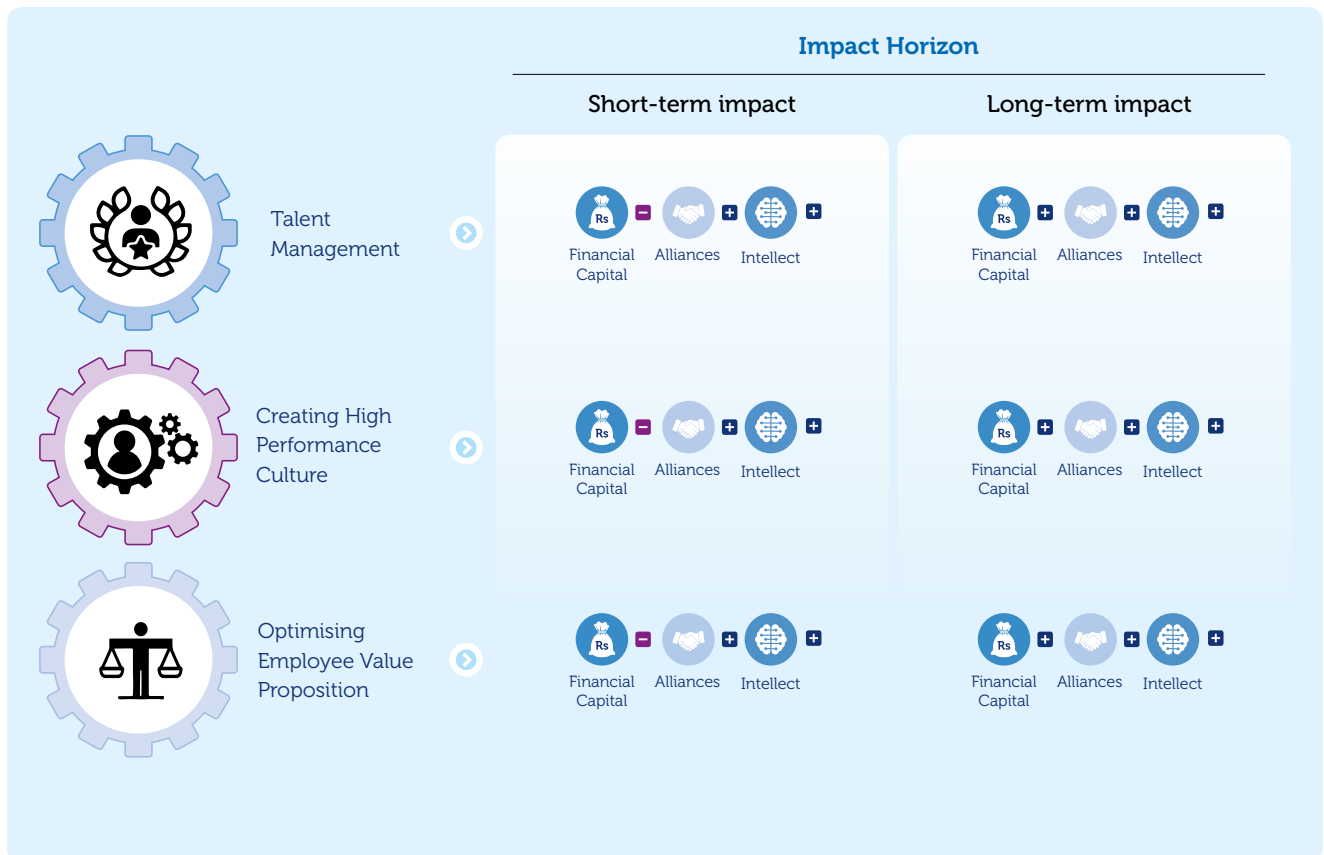 Impact Horizon
Short-term impact
Long-term impact
Talent
Management
Rs
−
+
+
Financial
Capital
Alliances
Intellect
Rs
+
+
+
Financial
Capital
Alliances
Intellect
Creating High
Performance
Culture
Rs
−
+
+
Financial
Capital
Alliances
Intellect
Rs
+
+
+
Financial
Capital
Alliances
Intellect
Optimising
Employee Value
Proposition
Rs
−
+
+
Financial
Capital
Alliances
Intellect
Rs
+
+
+
Financial
Capital
Alliances
Intellect